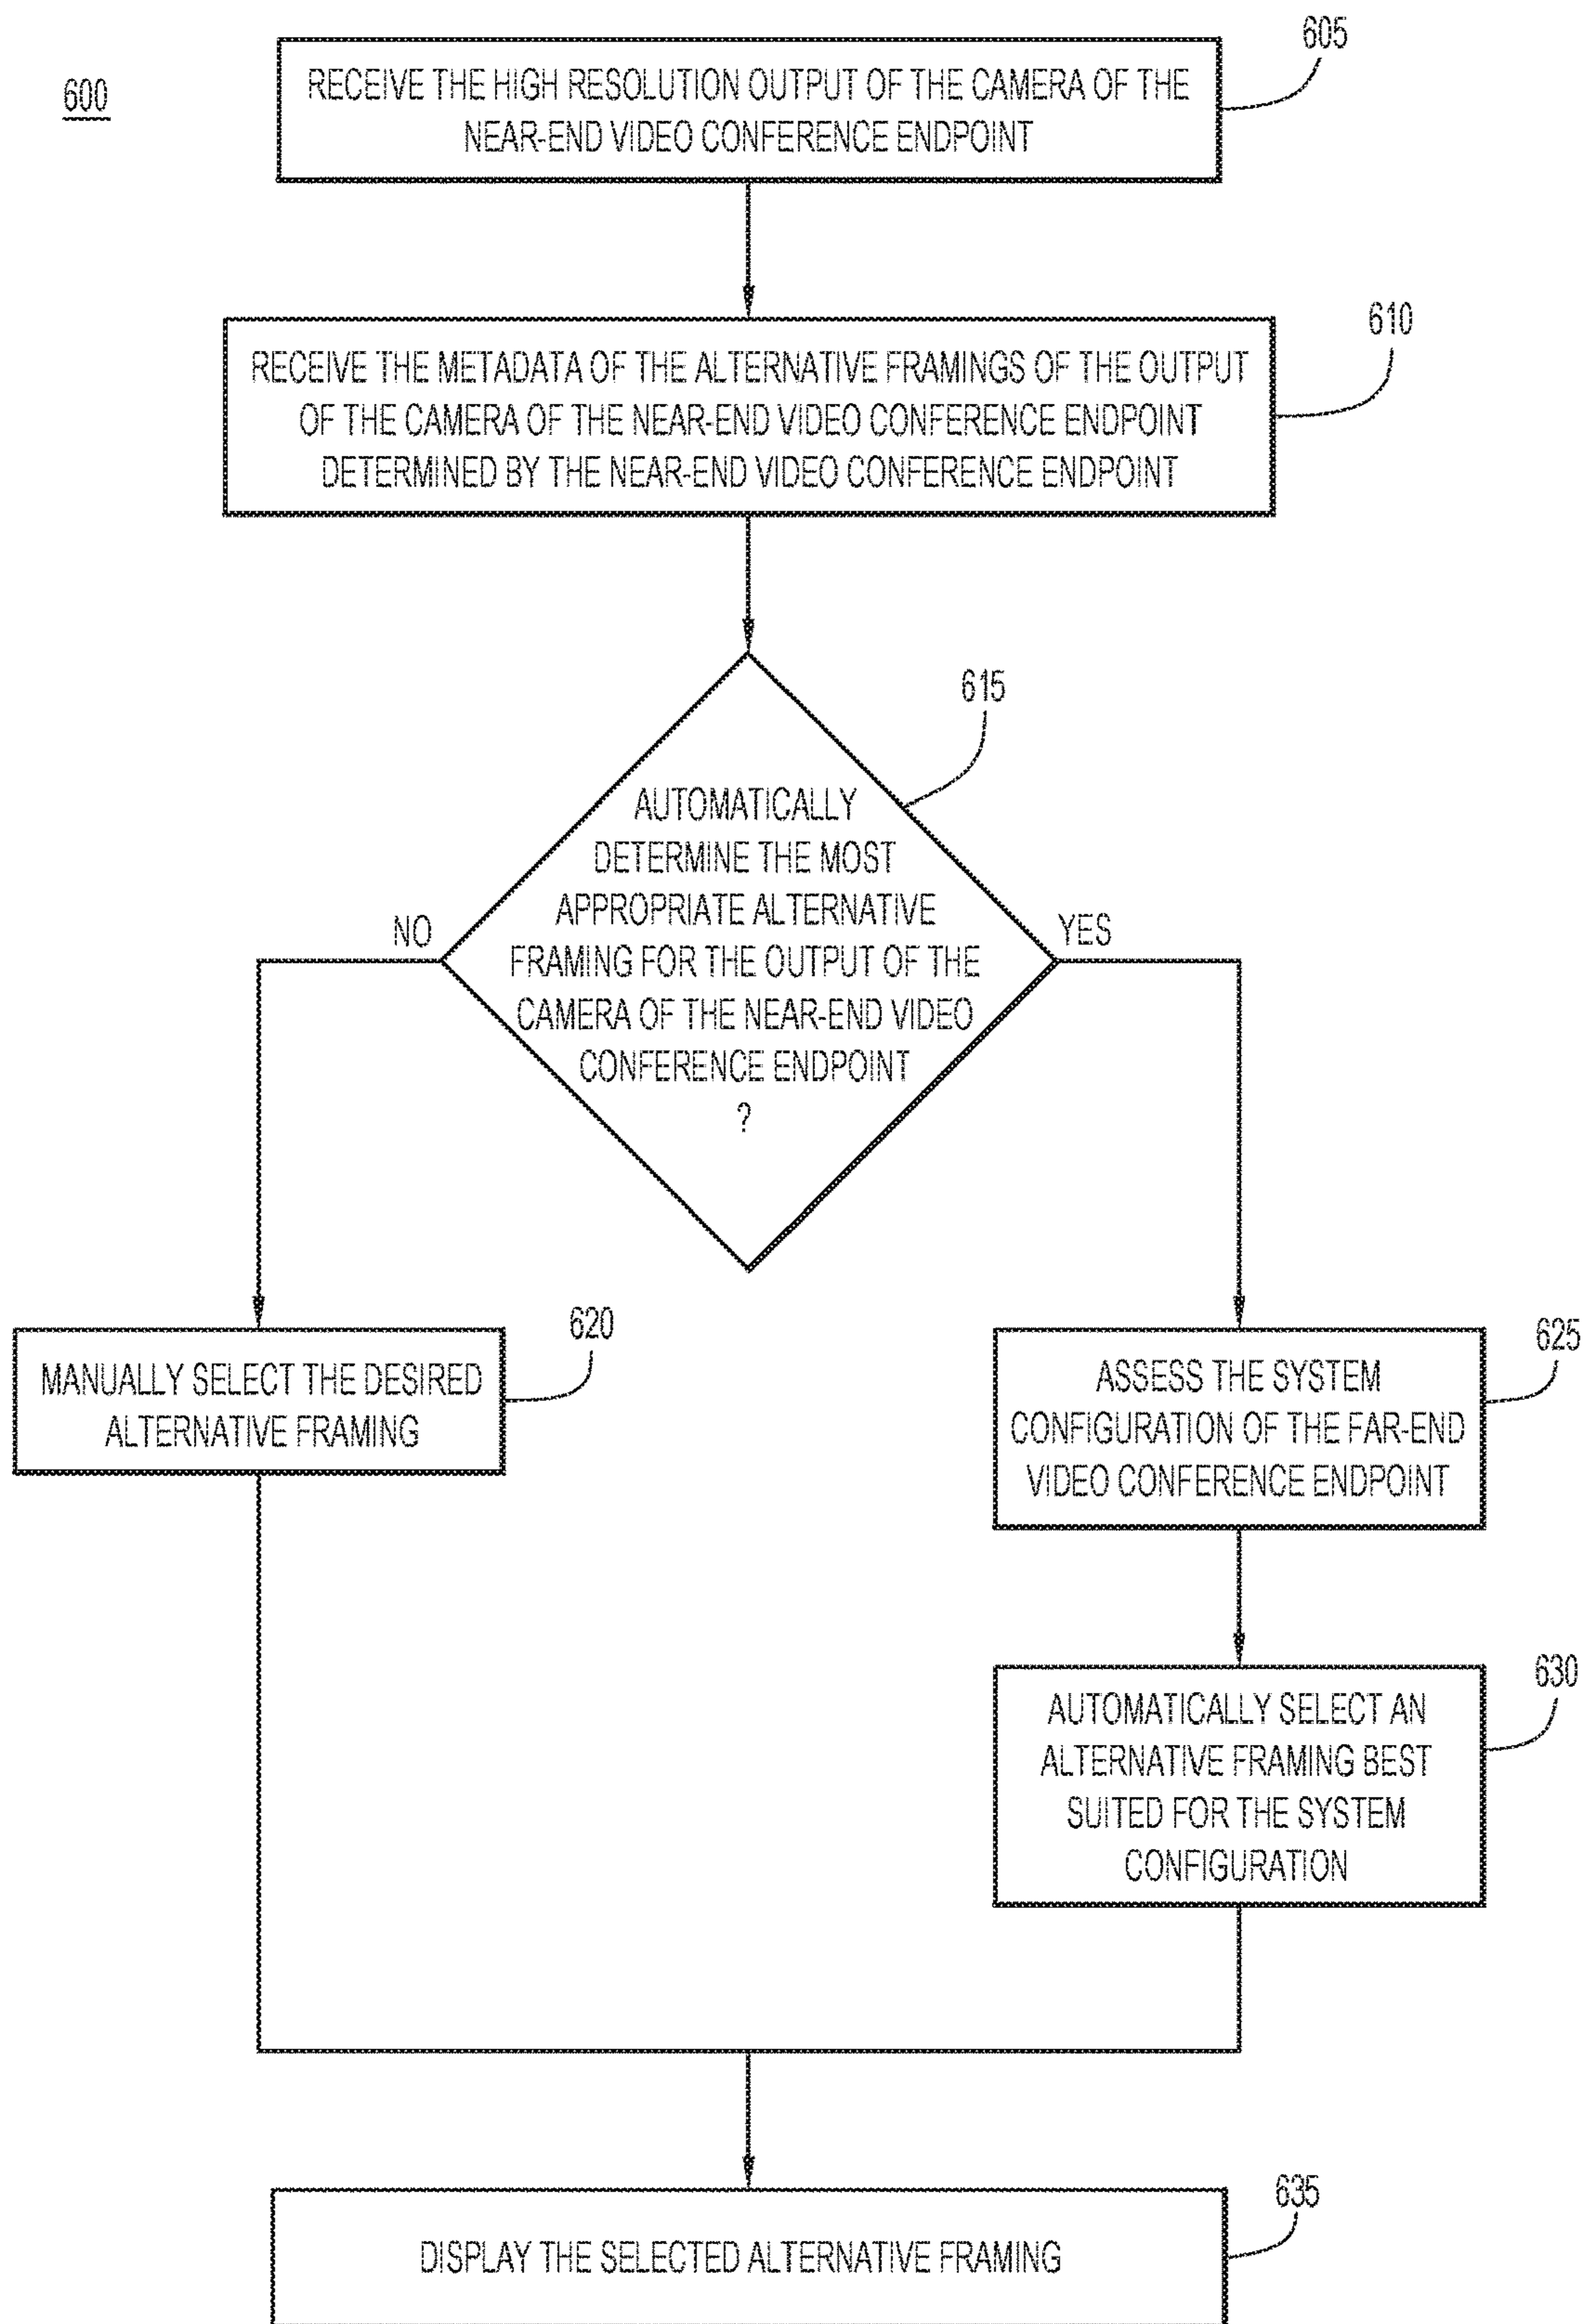 600
605
RECEIVE THE HIGH RESOLUTION OUTPUT OF THE CAMERA OF THE
NEAR-END VIDEO CONFERENCE ENDPOINT
610
RECEIVE THE METADATA OF THE ALTERNATIVE FRAMINGS OF THE OUTPUT
OF THE CAMERA OF THE NEAR-END VIDEO CONFERENCE ENDPOINT
DETERMINED BY THE NEAR-END VIDEO CONFERENCE ENDPOINT
615
AUTOMATICALLY
DETERMINE THE MOST
APPROPRIATE ALTERNATIVE
FRAMING FOR THE OUTPUT OF THE
CAMERA OF THE NEAR-END VIDEO
CONFERENCE ENDPOINT
?
NO
YES
620
MANUALLY SELECT THE DESIRED
ALTERNATIVE FRAMING
625
ASSESS THE SYSTEM
CONFIGURATION OF THE FAR-END
VIDEO CONFERENCE ENDPOINT
630
AUTOMATICALLY SELECT AN
ALTERNATIVE FRAMING BEST
SUITED FOR THE SYSTEM
CONFIGURATION
635
DISPLAY THE SELECTED ALTERNATIVE FRAMING